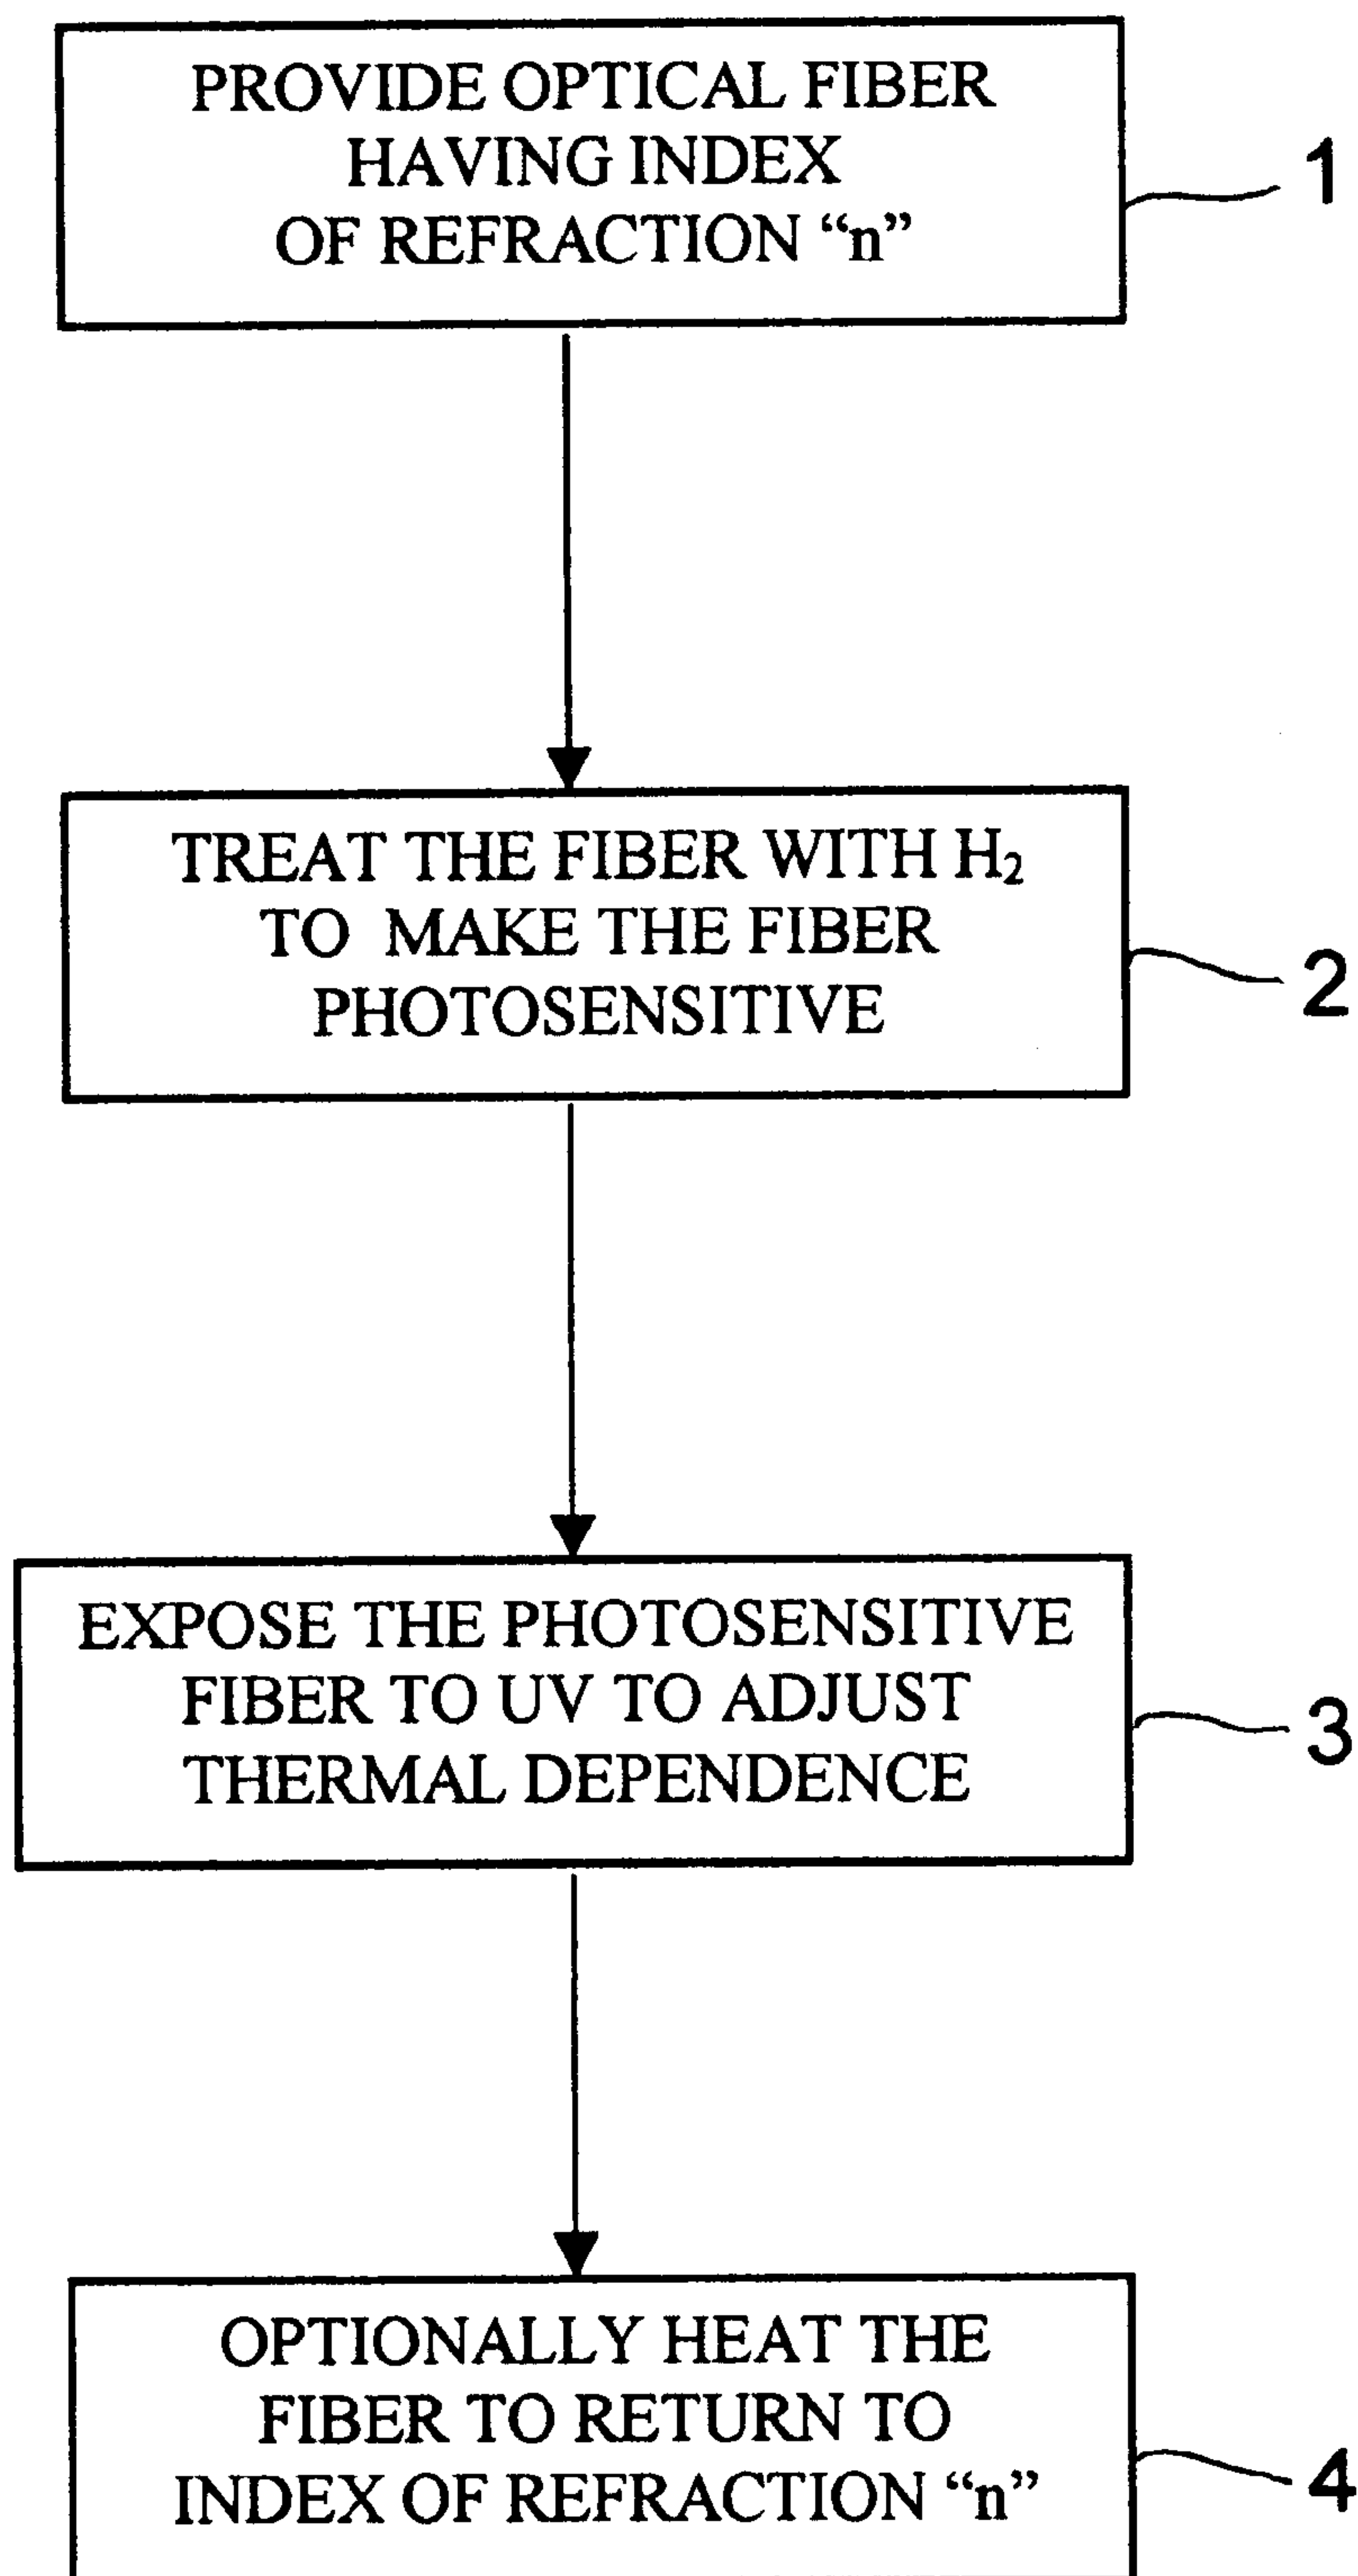 PROVIDE OPTICAL FIBER
HAVING INDEX
OF REFRACTION “n”
1
TREAT THE FIBER WITH H₂
TO MAKE THE FIBER
PHOTOSENSITIVE
2
EXPOSE THE PHOTOSENSITIVE
FIBER TO UV TO ADJUST
THERMAL DEPENDENCE
3
OPTIONALLY HEAT THE
FIBER TO RETURN TO
INDEX OF REFRACTION “n”
4